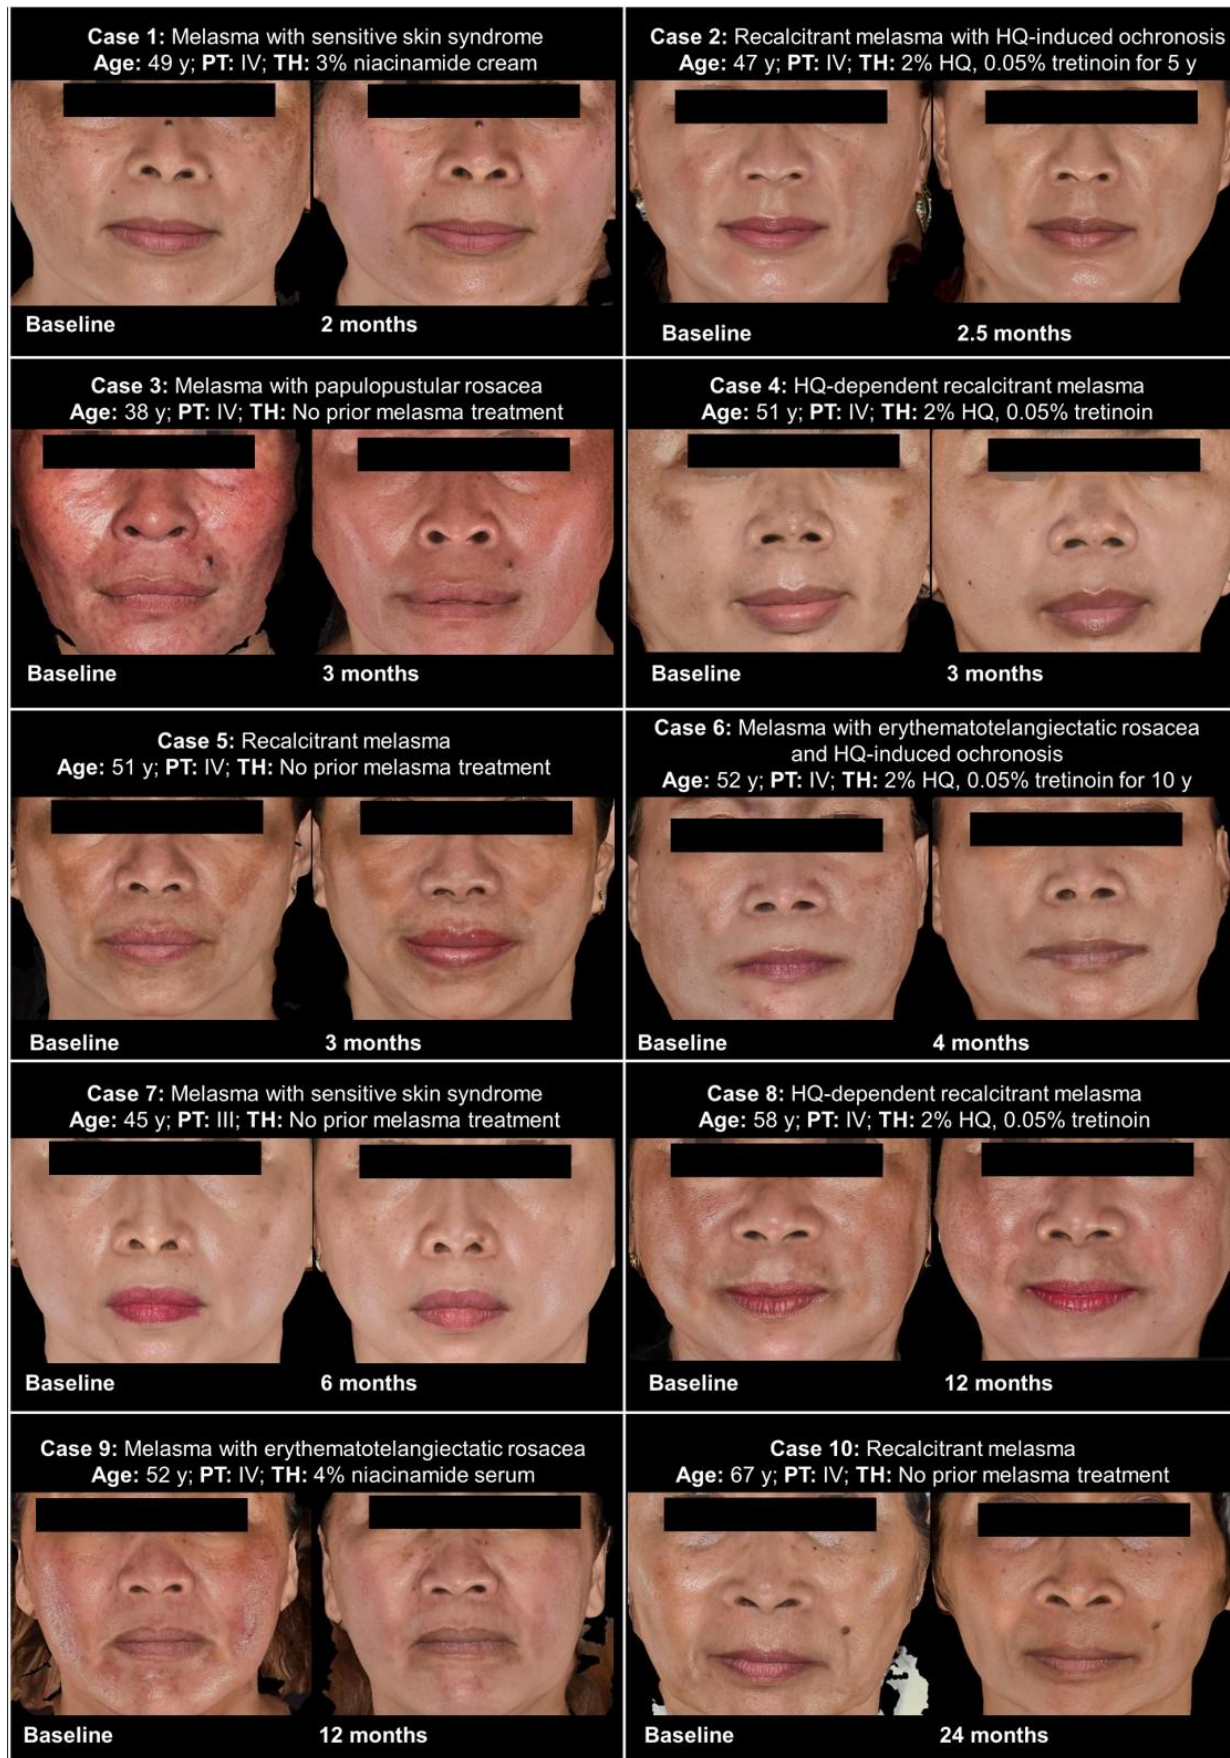 Case 1: Melasma with sensitive skin syndrome
Age: 49 y; PT: IV; TH: 3% niacinamide cream
Baseline
2 months
Case 2: Recalcitrant melasma with HQ-induced ochronosis
Age: 47 y; PT: IV; TH: 2% HQ, 0.05% tretinoin for 5 y
Baseline
2.5 months
Case 3: Melasma with papulopustular rosacea
Age: 38 y; PT: IV; TH: No prior melasma treatment
Baseline
3 months
Case 4: HQ-dependent recalcitrant melasma
Age: 51 y; PT: IV; TH: 2% HQ, 0.05% tretinoin
Baseline
3 months
Case 5: Recalcitrant melasma
Age: 51 y; PT: IV; TH: No prior melasma treatment
Baseline
3 months
Case 6: Melasma with erythematotelangiectatic rosacea
and HQ-induced ochronosis
Age: 52 y; PT: IV; TH: 2% HQ, 0.05% tretinoin for 10 y
Baseline
4 months
Case 7: Melasma with sensitive skin syndrome
Age: 45 y; PT: III; TH: No prior melasma treatment
Baseline
6 months
Case 8: HQ-dependent recalcitrant melasma
Age: 58 y; PT: IV; TH: 2% HQ, 0.05% tretinoin
Baseline
12 months
Case 9: Melasma with erythematotelangiectatic rosacea
Age: 52 y; PT: IV; TH: 4% niacinamide serum
Baseline
12 months
Case 10: Recalcitrant melasma
Age: 67 y; PT: IV; TH: No prior melasma treatment
Baseline
24 months